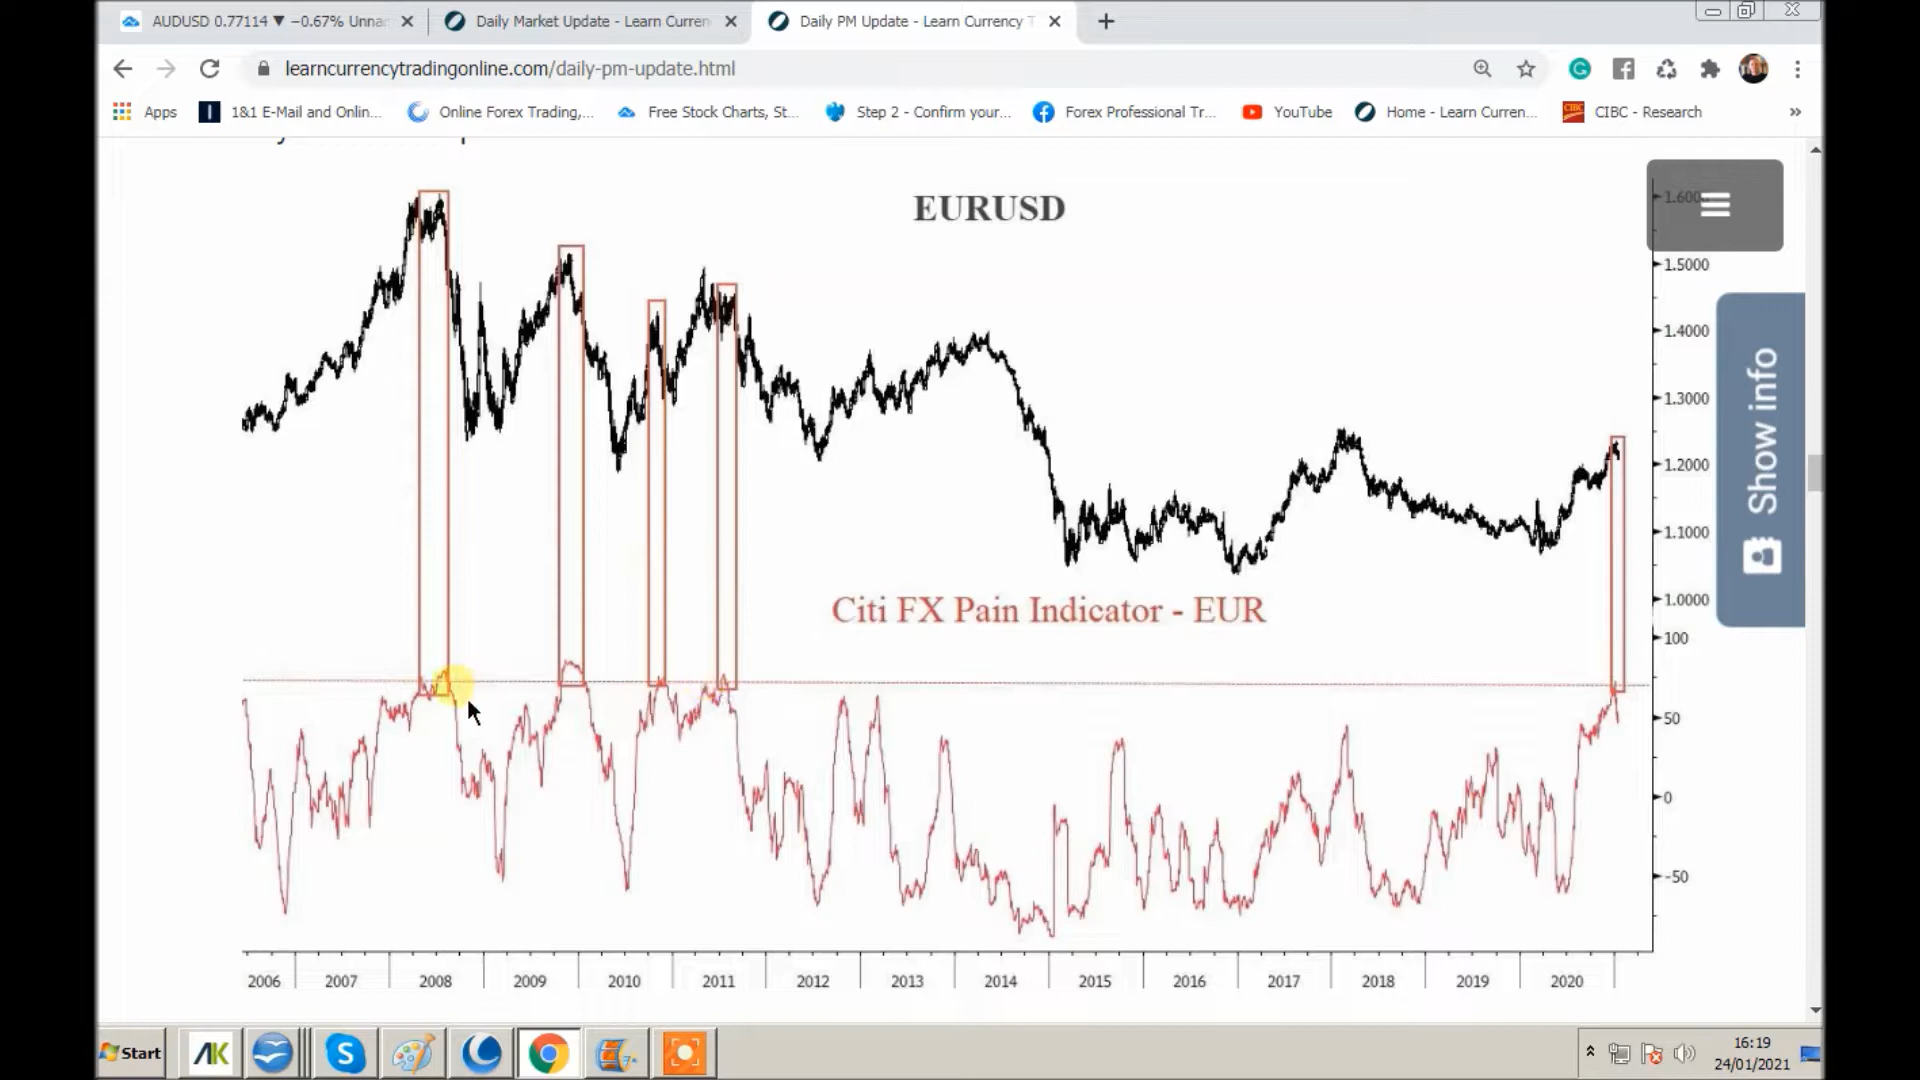 AUDUSD 0.77114 ▼ −0.67% Unna
Daily Market Update - Learn Curren
Daily PM Update - Learn Currency T
learncurrencytradingonline.com/daily-pm-update.html
Apps
1&1 E-Mail and Onlin...
Online Forex Trading,...
Free Stock Charts, St...
Step 2 - Confirm your...
Forex Professional Tr...
YouTube
Home - Learn Curren...
CIBC
CIBC - Research
»
EURUSD
1.6000
1.5000
1.4000
1.3000
1.2000
1.1000
1.0000
Show info
Citi FX Pain Indicator - EUR
100
50
0
-50
2006 2007 2008 2009 2010 2011 2012 2013 2014 2015 2016 2017 2018 2019 2020
Start
16:19
24/01/2021